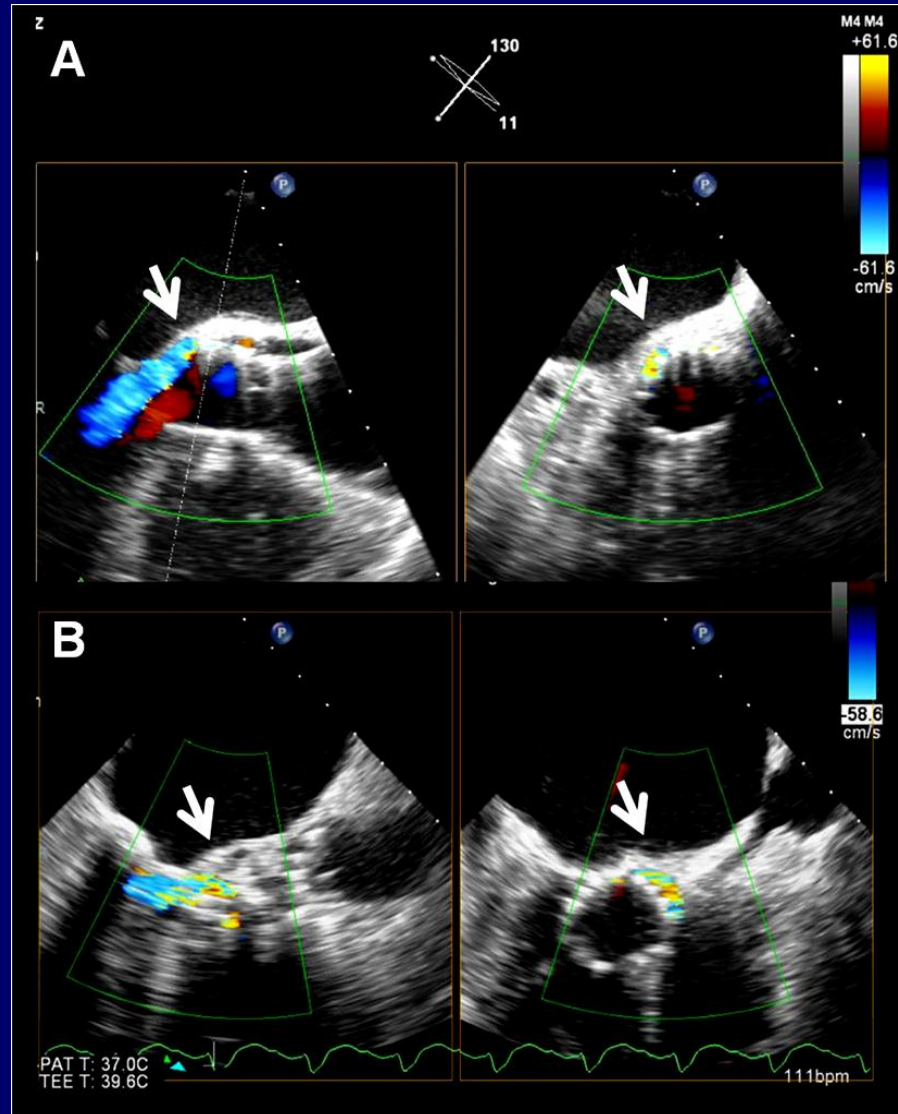 z
M4 M4
+61.6
A
130
11
P
P
-61.6
cm/s
R
B
P
P
-58.6
cm/s
PAT T: 37.0C
TEE T: 39.6C
111bpm